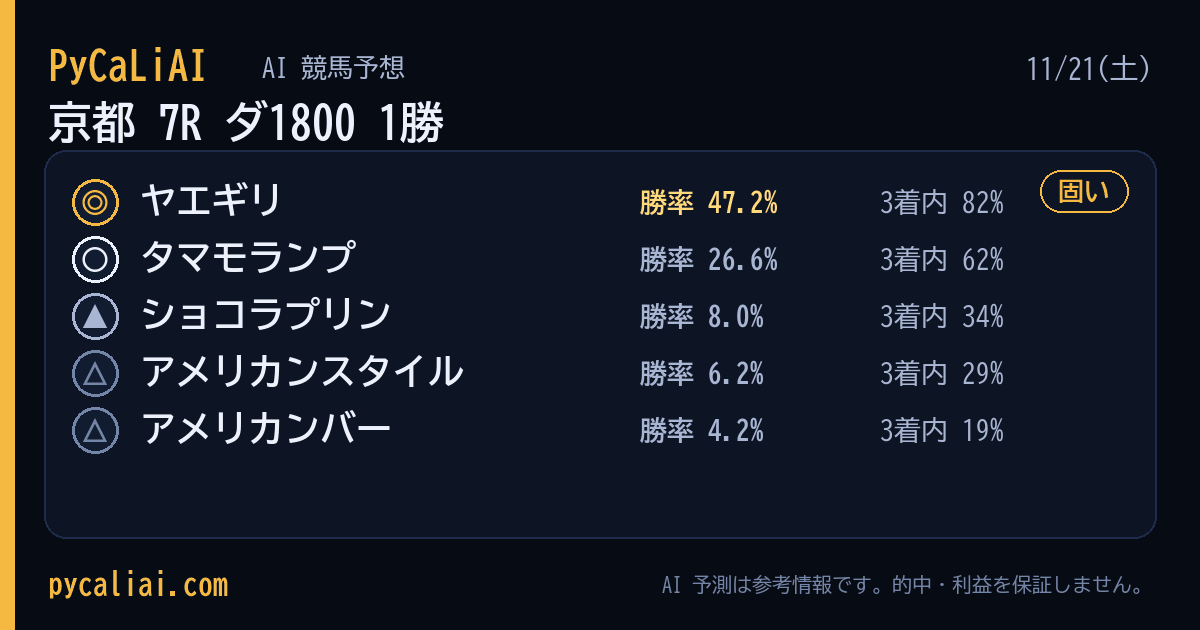 PyCaLiAI AI 競馬予想 11/21(土)
京都 7R ダ1800 1勝
◎ ヤエギリ 勝率 47.2% 3着内 82% 固い
○ タマモランプ 勝率 26.6% 3着内 62%
▲ ショコラプリン 勝率 8.0% 3着内 34%
△ アメリカンスタイル 勝率 6.2% 3着内 29%
△ アメリカンバー 勝率 4.2% 3着内 19%
pycaliai.com AI 予測は参考情報です。的中・利益を保証しません。